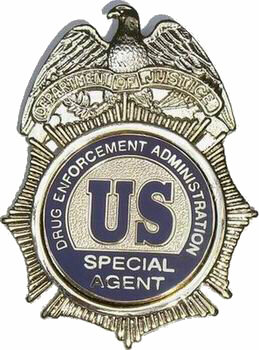 DEPARTMENT OF JUSTICE
DRUG ENFORCEMENT ADMINISTRATION
US
SPECIAL
AGENT